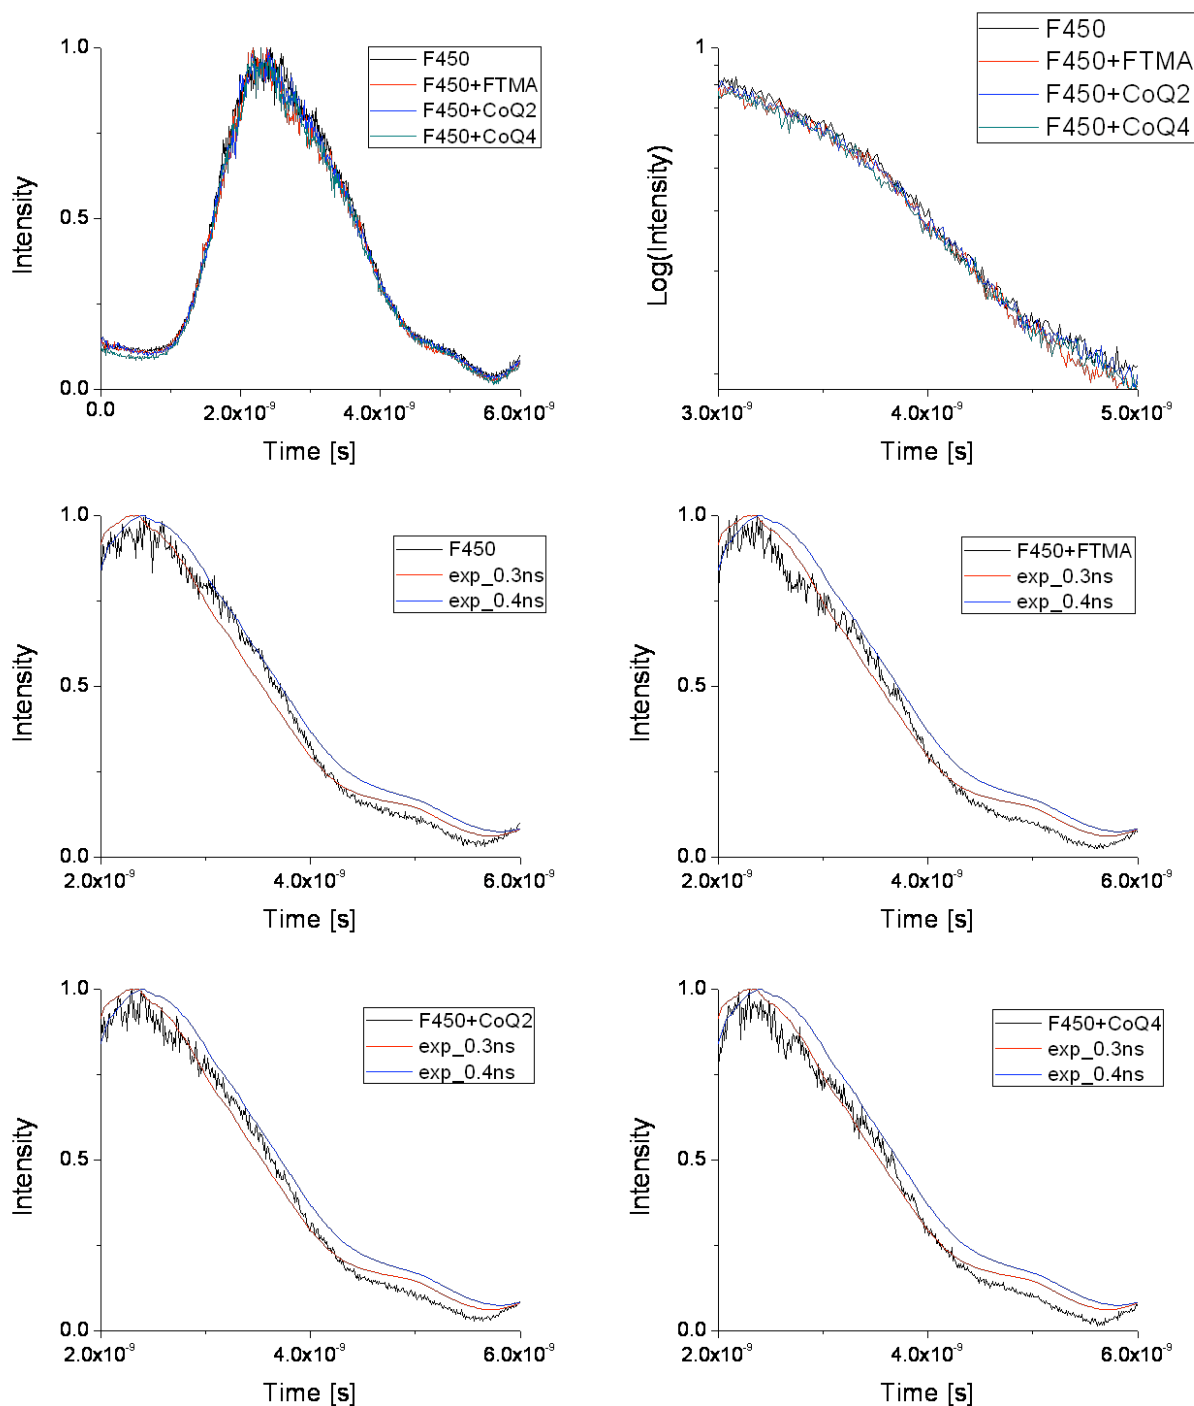 F450
F450+FTMA
F450+CoQ2
F450+CoQ4
1.0
0.5
0.0
Intensity
0.0
2.0x10⁻⁹
4.0x10⁻⁹
6.0x10⁻⁹
Time [s]
F450
F450+FTMA
F450+CoQ2
F450+CoQ4
1
Log(Intensity)
3.0x10⁻⁹
4.0x10⁻⁹
5.0x10⁻⁹
Time [s]
F450
exp_0.3ns
exp_0.4ns
1.0
0.5
0.0
Intensity
2.0x10⁻⁹
4.0x10⁻⁹
6.0x10⁻⁹
Time [s]
F450+FTMA
exp_0.3ns
exp_0.4ns
1.0
0.5
0.0
Intensity
2.0x10⁻⁹
4.0x10⁻⁹
6.0x10⁻⁹
Time [s]
F450+CoQ2
exp_0.3ns
exp_0.4ns
1.0
0.5
0.0
Intensity
2.0x10⁻⁹
4.0x10⁻⁹
6.0x10⁻⁹
Time [s]
F450+CoQ4
exp_0.3ns
exp_0.4ns
1.0
0.5
0.0
Intensity
2.0x10⁻⁹
4.0x10⁻⁹
6.0x10⁻⁹
Time [s]